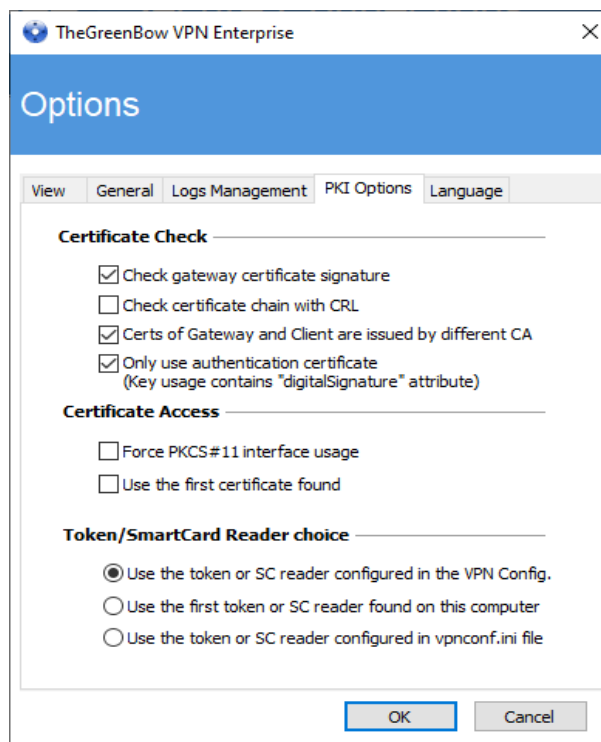 TheGreenBow VPN Enterprise
Options
View General Logs Management PKI Options Language
Certificate Check
Check gateway certificate signature
Check certificate chain with CRL
Certs of Gateway and Client are issued by different CA
Only use authentication certificate
(Key usage contains "digitalSignature" attribute)
Certificate Access
Force PKCS#11 interface usage
Use the first certificate found
Token/SmartCard Reader choice
Use the token or SC reader configured in the VPN Config.
Use the first token or SC reader found on this computer
Use the token or SC reader configured in vpnconf.ini file
OK Cancel